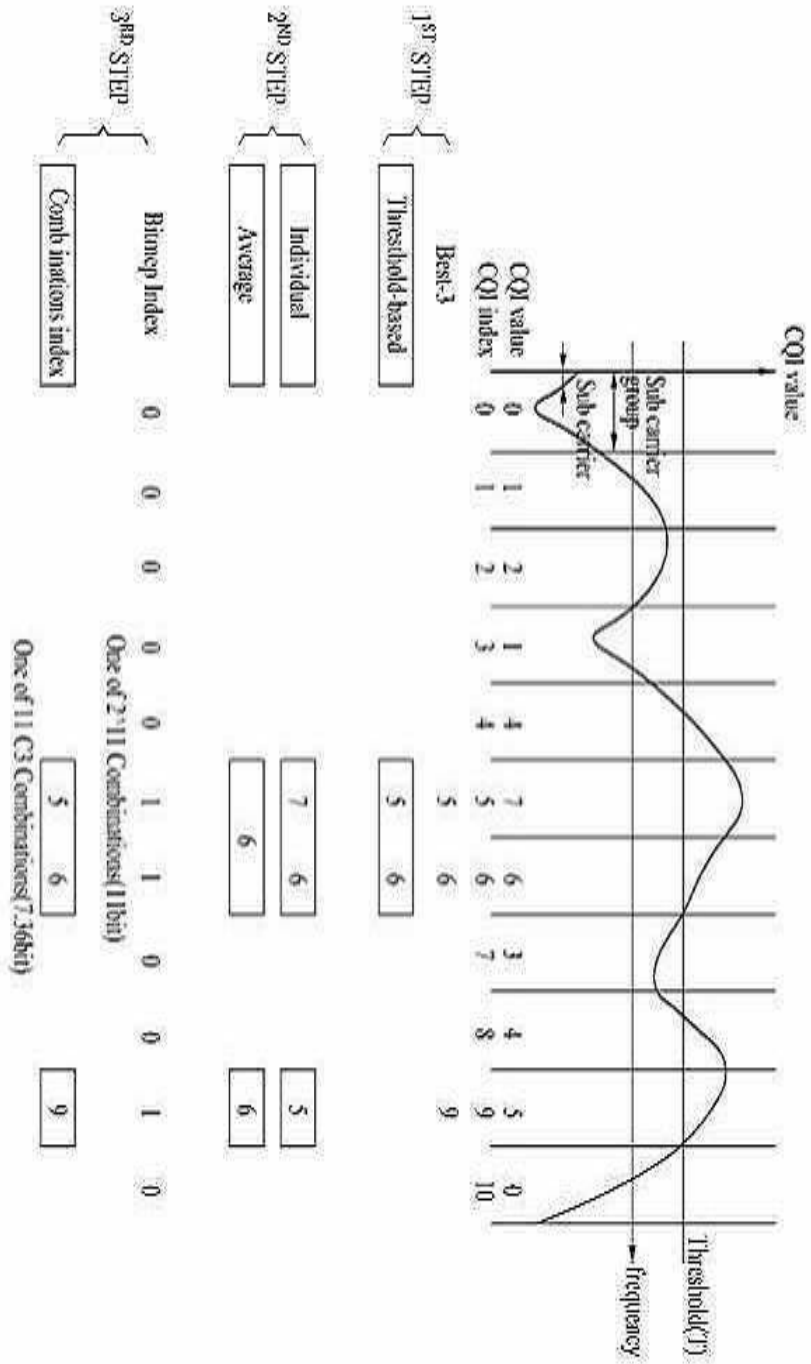 CQI value
Threshold(T)
frequency
Sub carrier
group
Sub carrier
CQI value 0 1 2 1 4 7 6 3 4 5 0
CQI index 0 1 2 3 4 5 6 7 8 9 10
1ST STEP
Best-3 5 6 9
Thresthold-based 5 6
2ND STEP
Individual 7 6 5
Average 6 6
3RD STEP
Bitmep Index 0 0 0 0 0 1 1 0 0 1 0
One of 2^11 Combinations(11bit)
Comb inations index 5 6 9
One of 11 C3 Combinations(7.36bit)